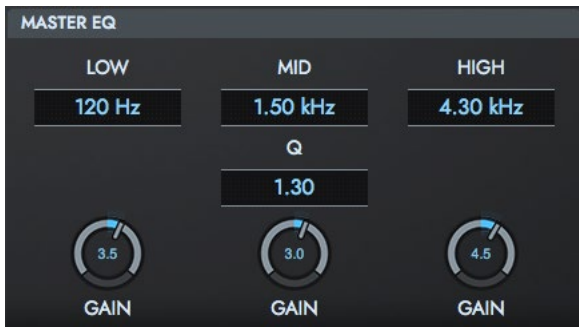 MASTER EQ
LOW MID HIGH
120 Hz 1.50 kHz 4.30 kHz
Q
1.30
3.5 3.0 4.5
GAIN GAIN GAIN